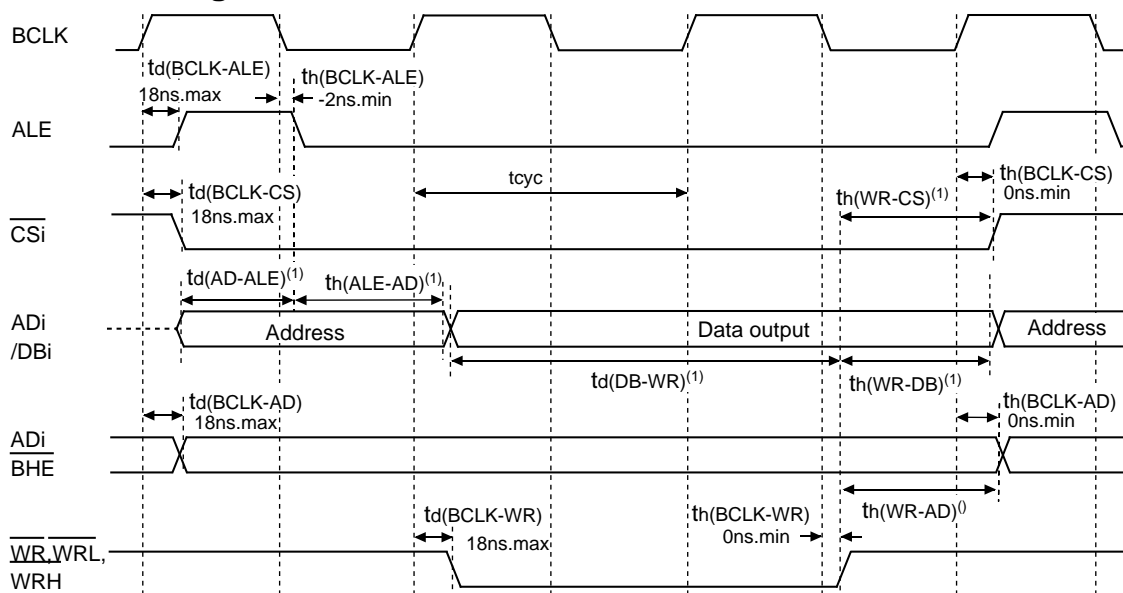 BCLK
td(BCLK-ALE)
18ns.max
th(BCLK-ALE)
-2ns.min
ALE
td(BCLK-CS)
18ns.max
tcyc
th(BCLK-CS)
0ns.min
th(WR-CS)(1)
CSi
td(AD-ALE)(1)
th(ALE-AD)(1)
ADi
/DBi
Address
Data output
Address
td(DB-WR)(1)
th(WR-DB)(1)
td(BCLK-AD)
18ns.max
th(BCLK-AD)
0ns.min
ADi
BHE
th(WR-AD)()
td(BCLK-WR)
18ns.max
th(BCLK-WR)
0ns.min
WR,WRL,
WRH